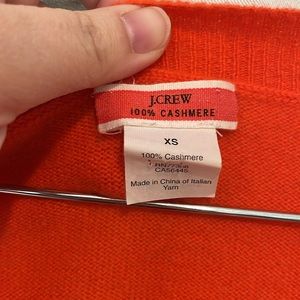 J.CREW
100% CASHMERE
XS
100% Cashmere
CA56445
Made in China of Italian
Yarn